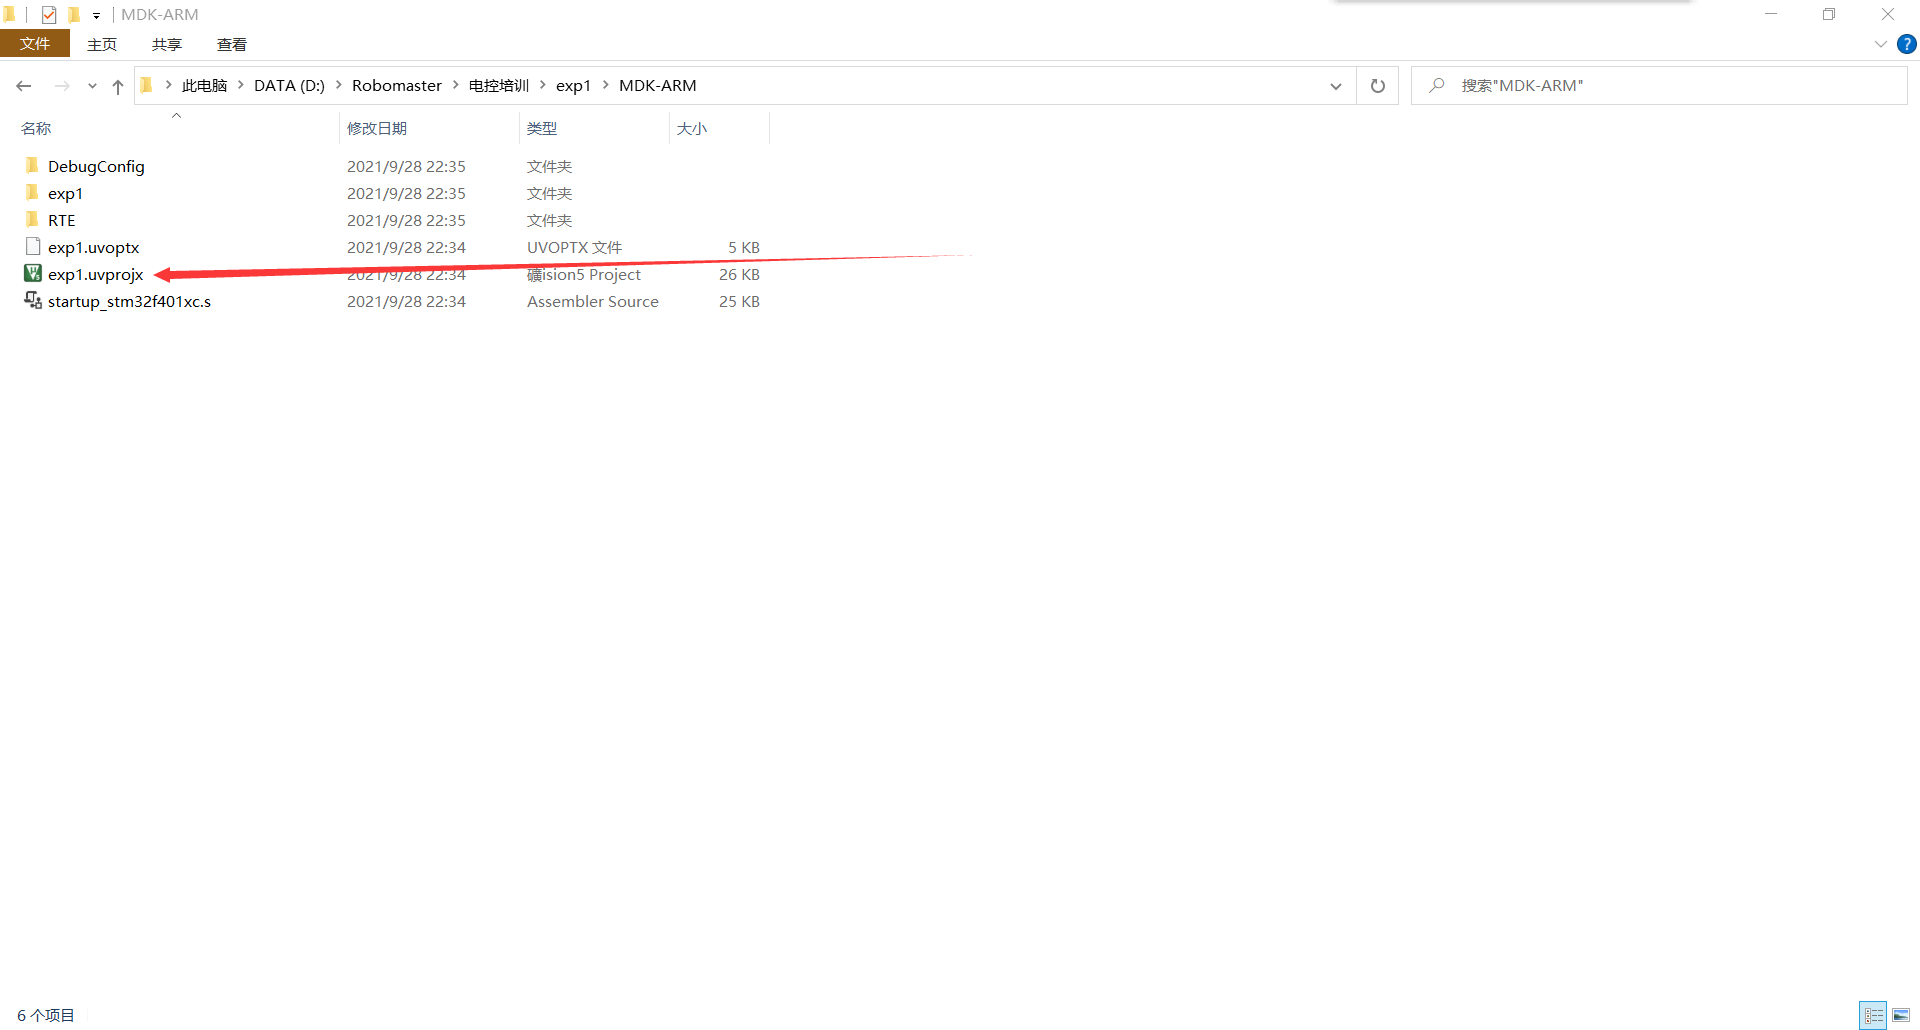 MDK-ARM
文件 主页 共享 查看
此电脑 DATA (D:) Robomaster 电控培训 exp1 MDK-ARM 搜索"MDK-ARM"
名称 修改日期 类型 大小
DebugConfig 2021/9/28 22:35 文件夹
exp1 2021/9/28 22:35 文件夹
RTE 2021/9/28 22:35 文件夹
exp1.uvoptx 2021/9/28 22:34 UVOPTX 文件 5 KB
exp1.uvprojx 2021/9/28 22:34 礦ision5 Project 26 KB
startup_stm32f401xc.s 2021/9/28 22:34 Assembler Source 25 KB
6 个项目